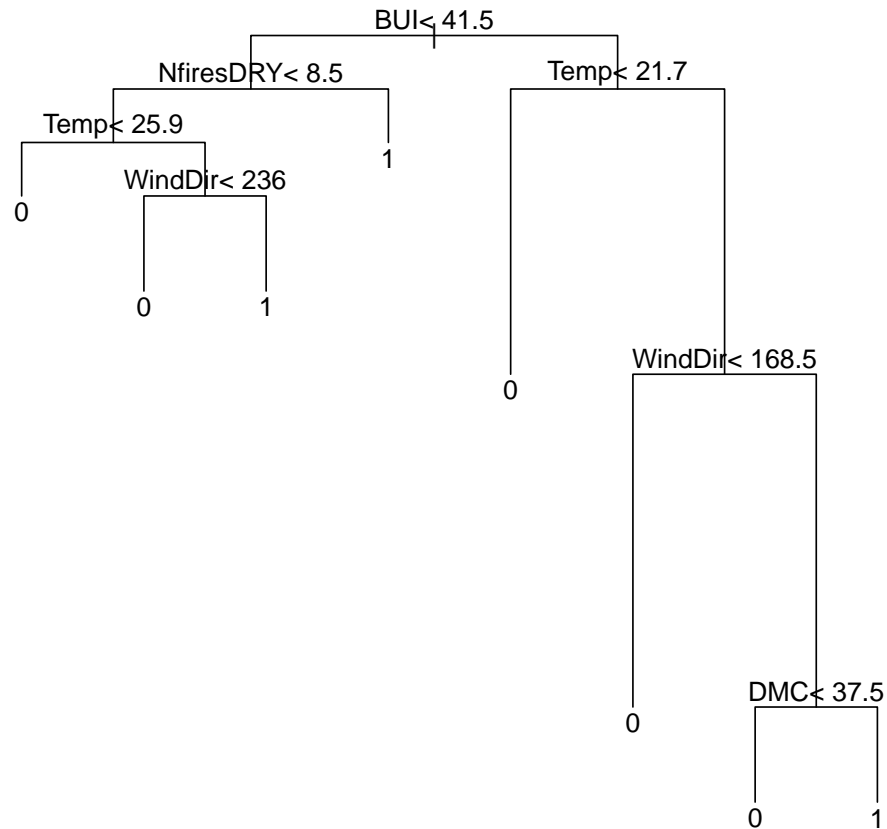 BUI< 41.5
NfiresDRY< 8.5
Temp< 21.7
Temp< 25.9
1
WindDir< 236
0
0
1
WindDir< 168.5
0
DMC< 37.5
0
0
1